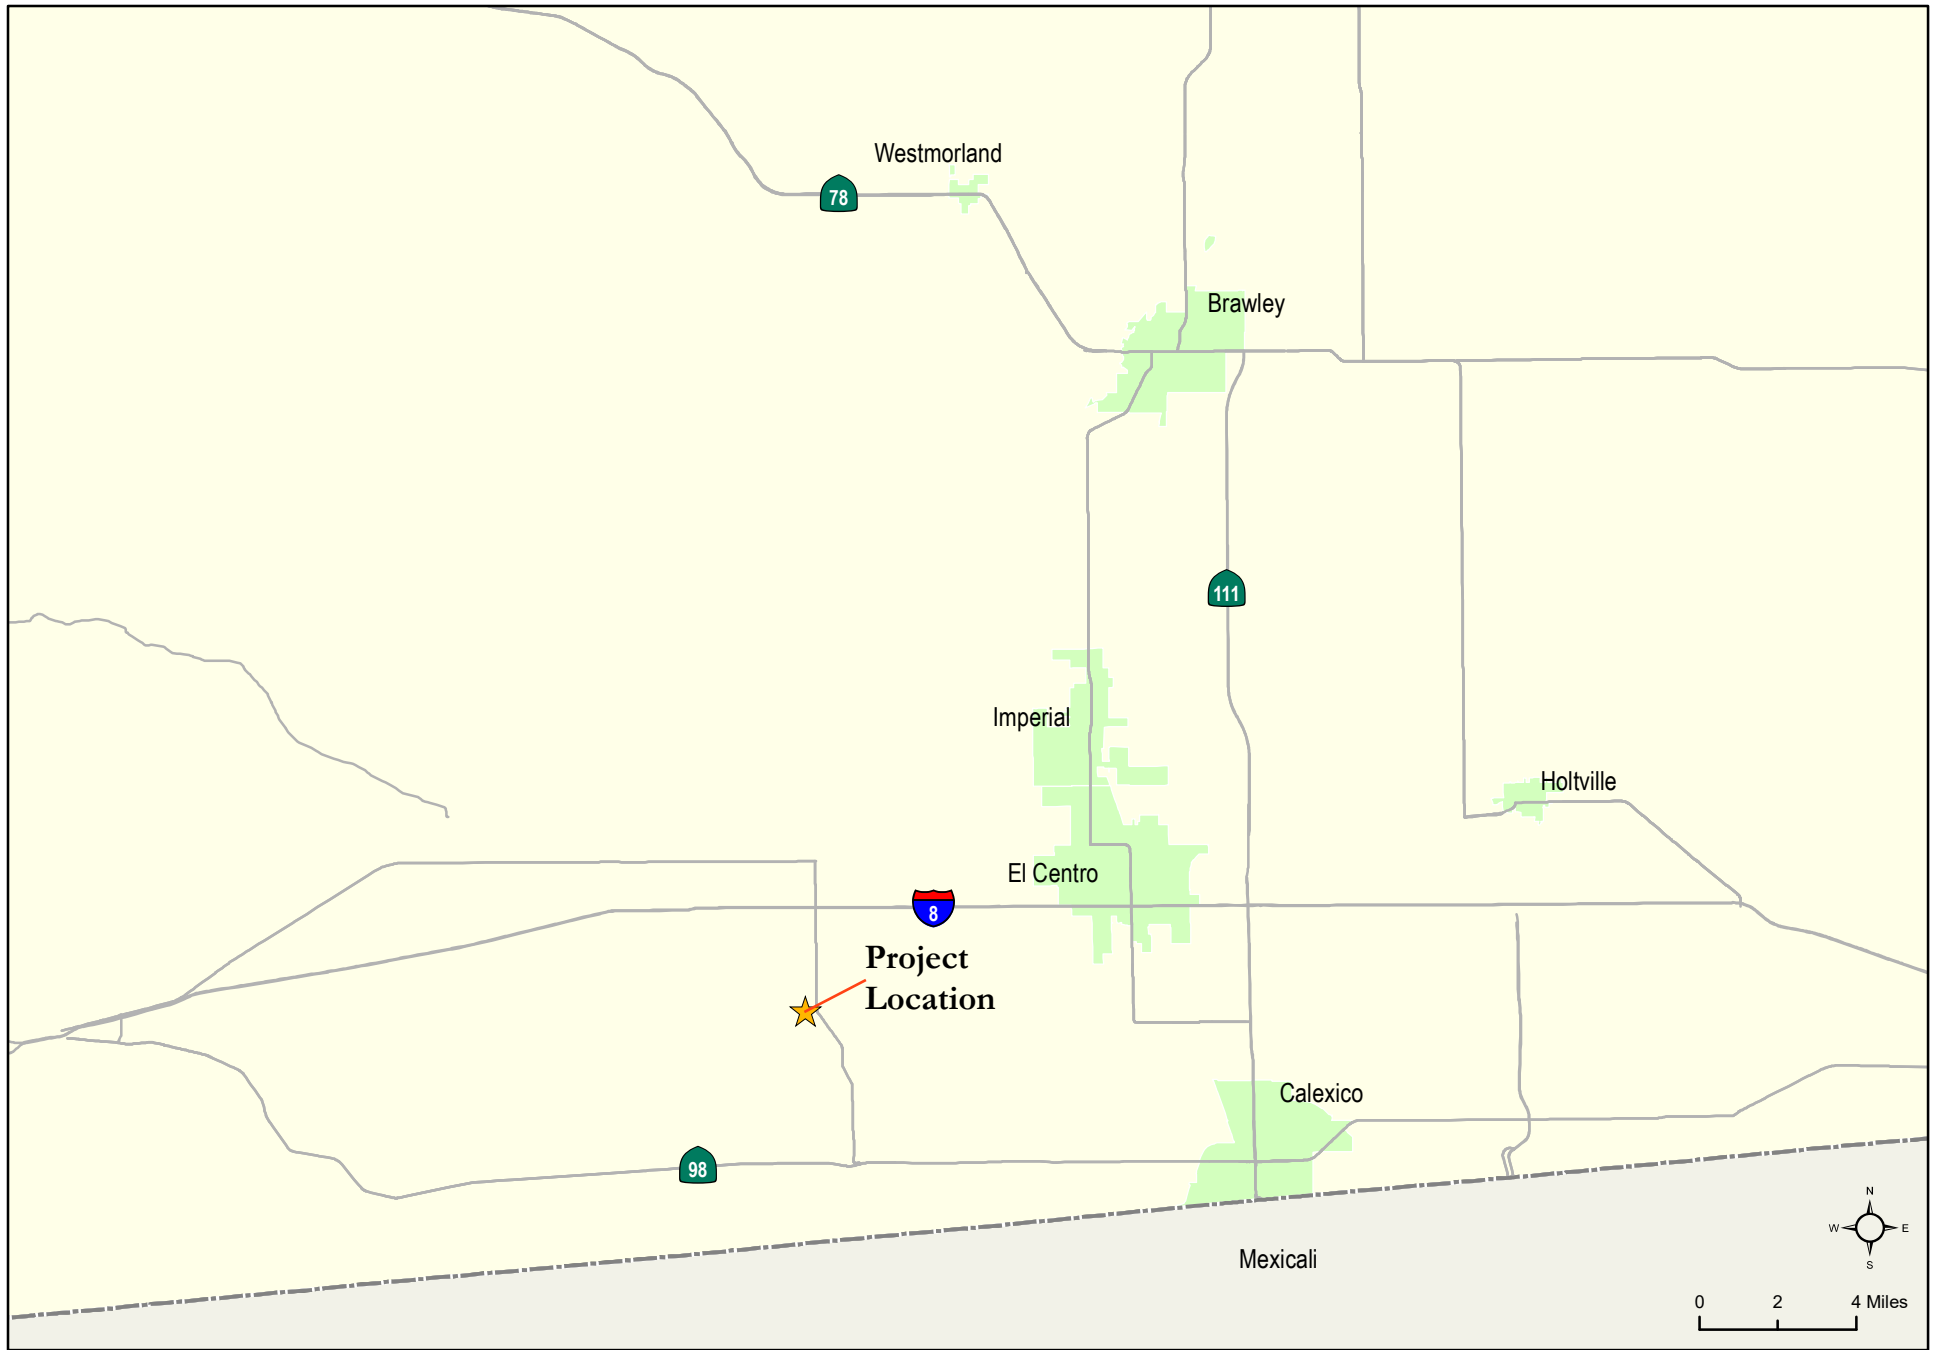 Westmorland
78
Brawley
111
Imperial
Holtville
El Centro
8
Project
Location
Calexico
98
N
W E
S
Mexicali
0 2 4 Miles